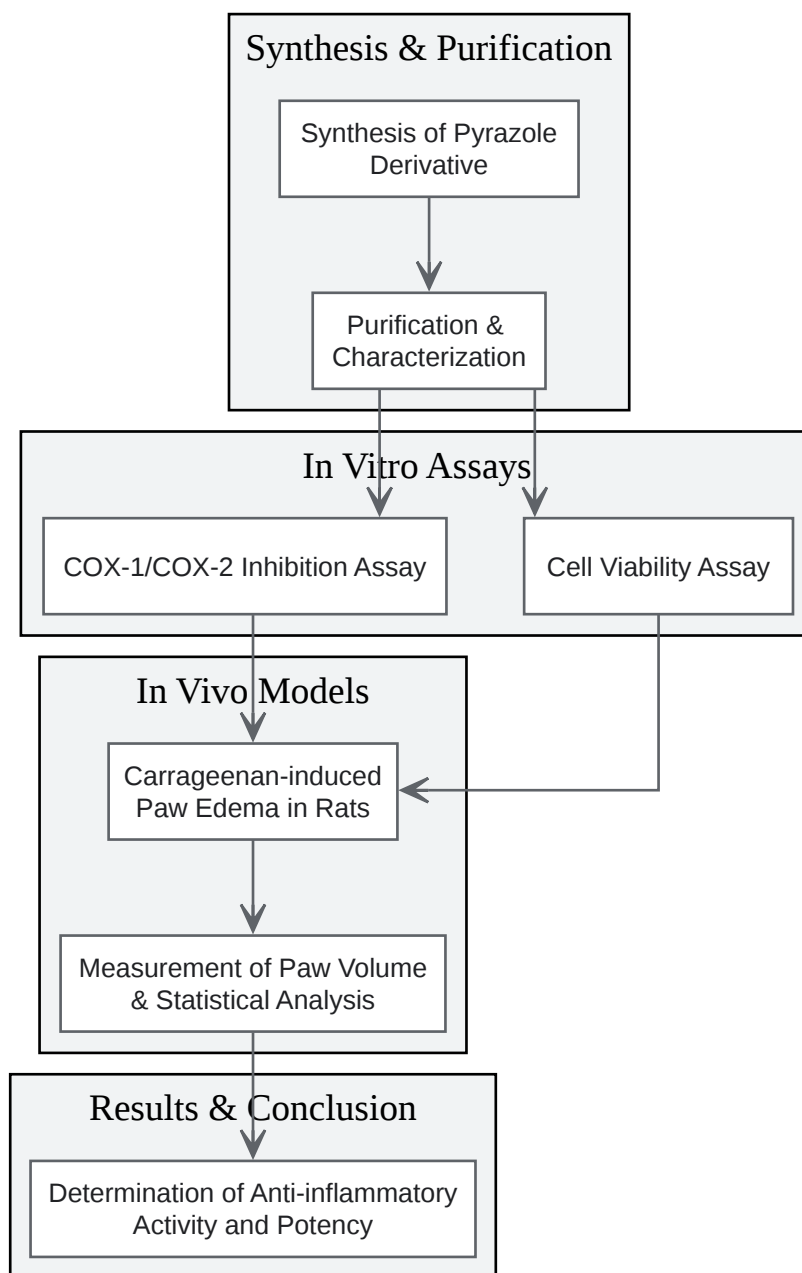 Synthesis & Purification
Synthesis of Pyrazole
Derivative
Purification &
Characterization
In Vitro Assays
COX-1/COX-2 Inhibition Assay
Cell Viability Assay
In Vivo Models
Carrageenan-induced
Paw Edema in Rats
Measurement of Paw Volume
& Statistical Analysis
Results & Conclusion
Determination of Anti-inflammatory
Activity and Potency